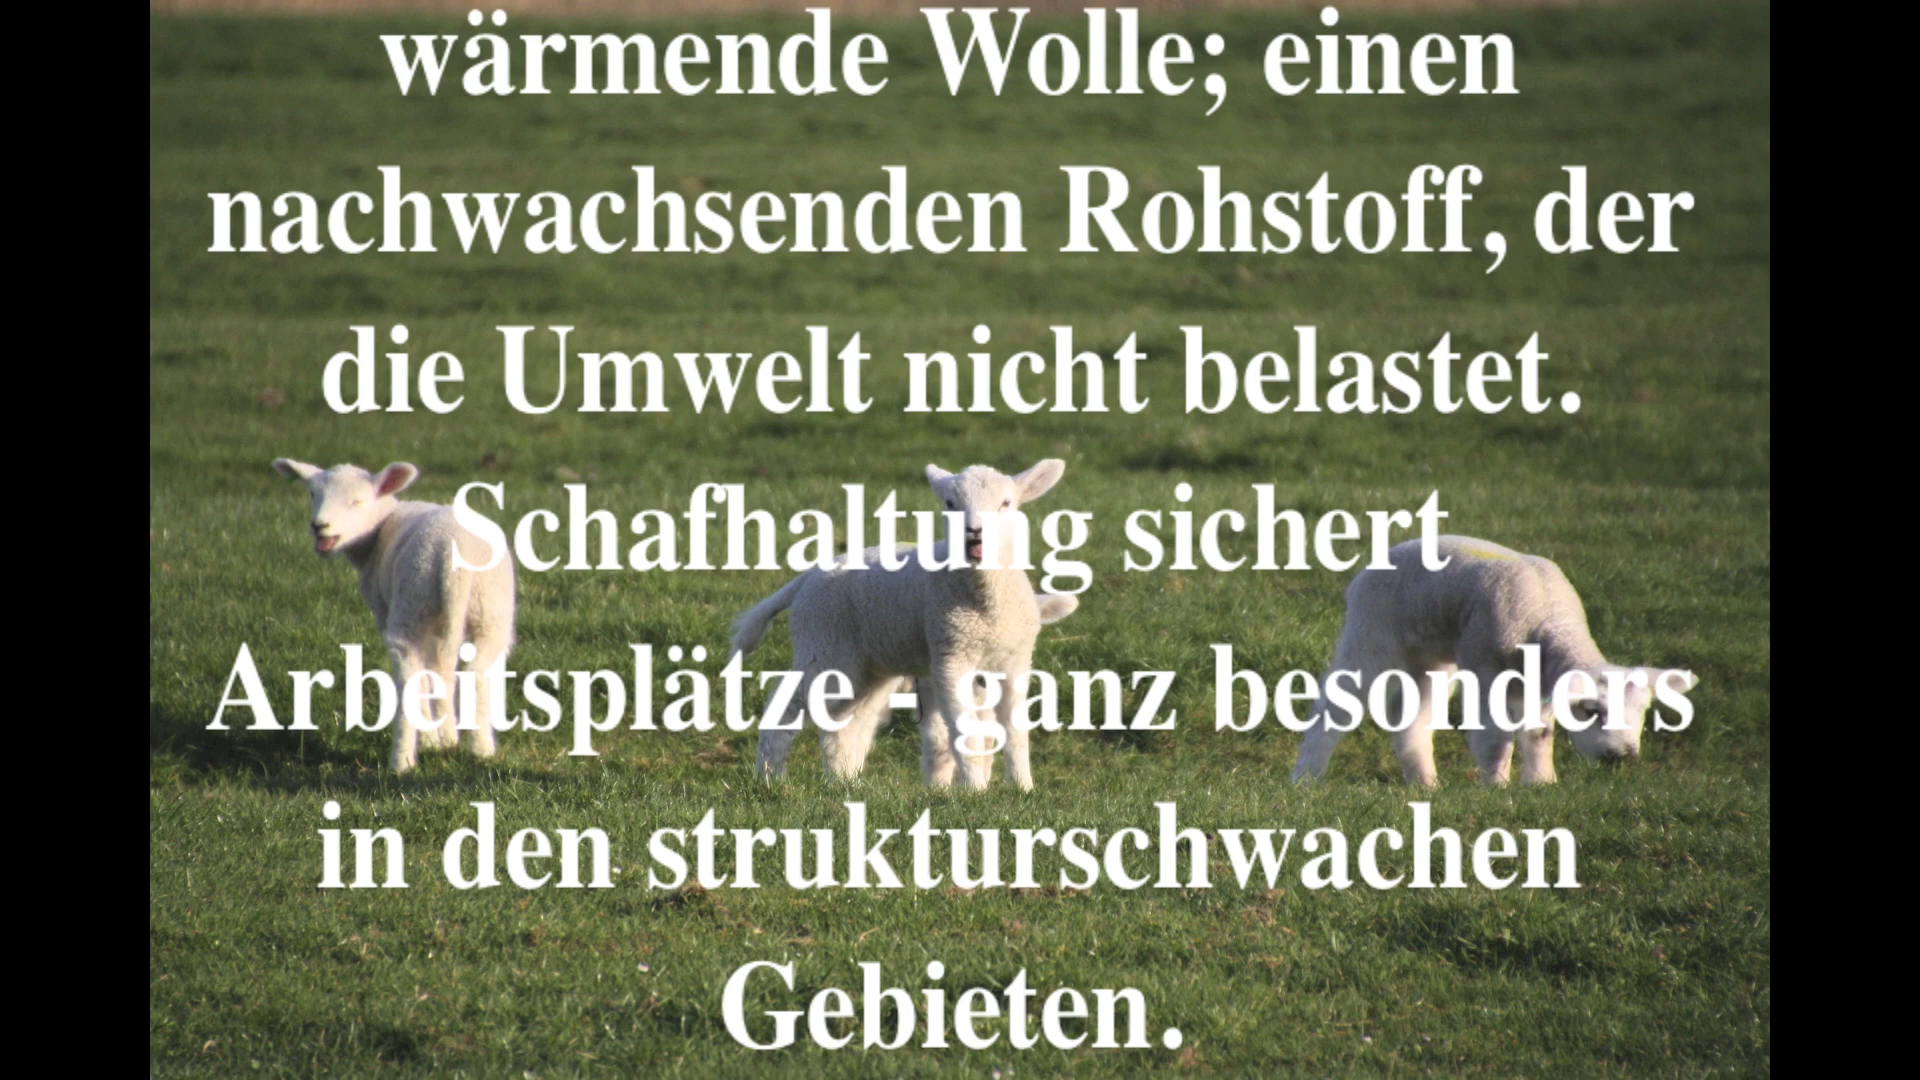 wärmende Wolle; einen
nachwachsenden Rohstoff, der
die Umwelt nicht belastet.
Schafhaltung sichert
Arbeitsplätze - ganz besonders
in den strukturschwachen
Gebieten.